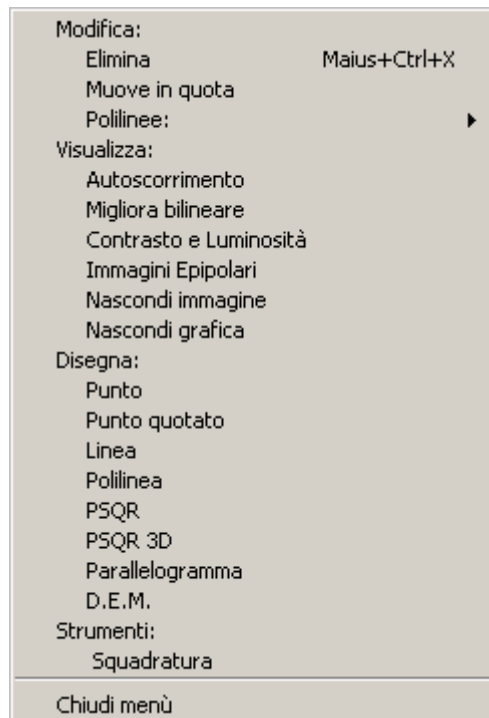 Modifica:
Elimina Maius+Ctrl+X
Muove in quota
Polilinee:
Visualizza:
Autoscorrimento
Migliora bilineare
Contrasto e Luminosità
Immagini Epipolari
Nascondi immagine
Nascondi grafica
Disegna:
Punto
Punto quotato
Linea
Polilinea
PSQR
PSQR 3D
Parallelogramma
D.E.M.
Strumenti:
Squadratura
Chiudi menù